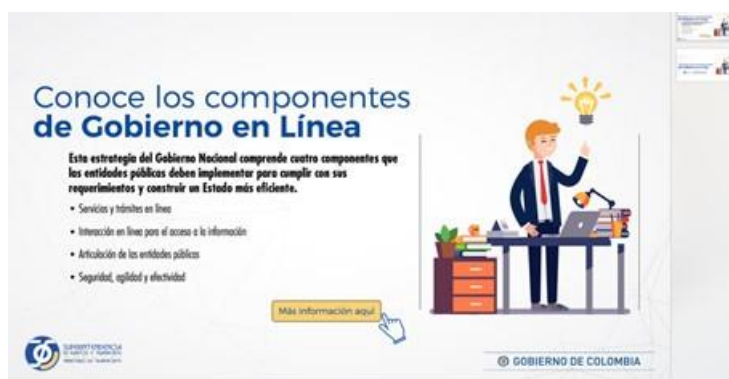 Conoce los componentes
de Gobierno en Línea
Esta estrategia del Gobierno Nacional comprende cuatro componentes que
las entidades públicas deben implementar para cumplir con sus
requerimientos y construir un Estado más eficiente.
• Servicios y trámites en línea
• Interacción en línea para el acceso a la información
• Articulación de las entidades públicas
• Seguridad, agilidad y efectividad
Más información aquí
SUPERINTENDENCIA
GOBIERNO DE COLOMBIA